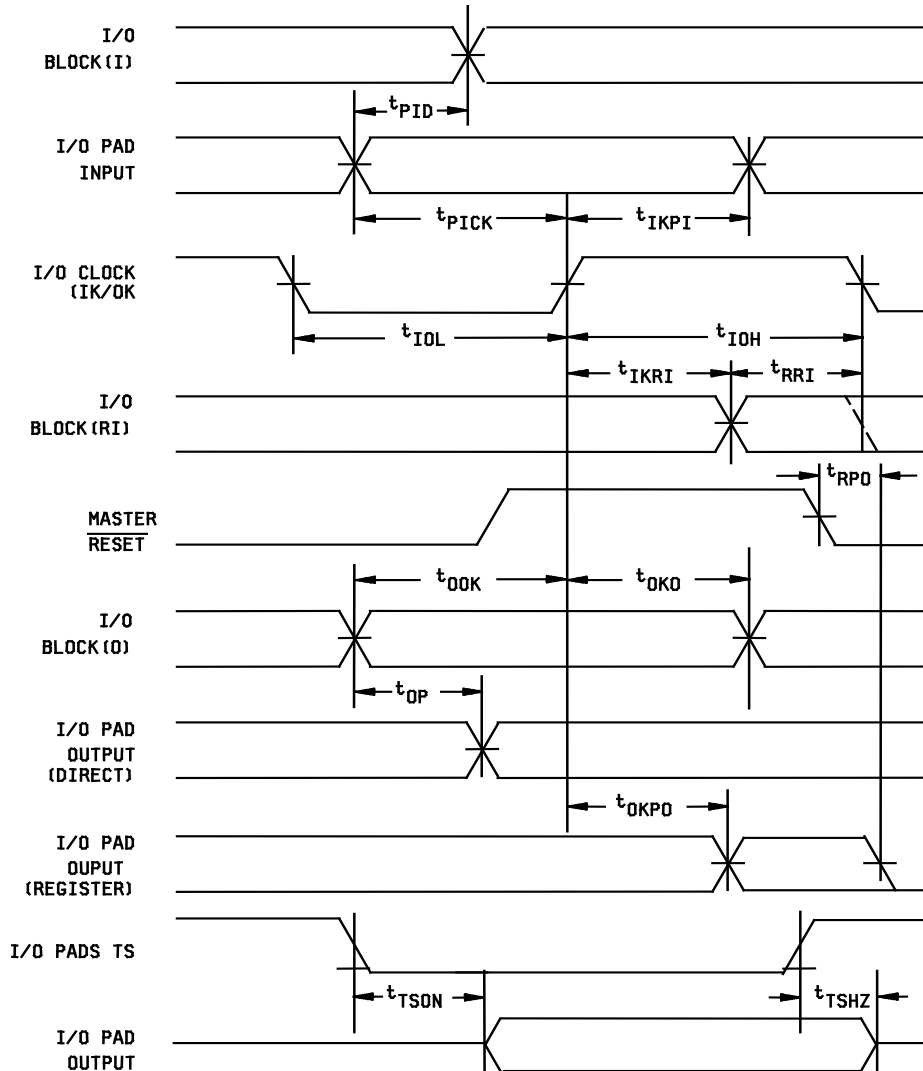 I/O
BLOCK(I)
tPID
I/O PAD
INPUT
tPICK
tIKPI
I/O CLOCK
(IK/OK
tIOL
tIOH
tIKRI
tRRI
I/O
BLOCK(RI)
tRPO
MASTER
RESET
tOOK
tOKO
I/O
BLOCK(O)
tOP
I/O PAD
OUTPUT
(DIRECT)
tOKPO
I/O PAD
OUPUT
(REGISTER)
I/O PADS TS
tTSON
tTSHZ
I/O PAD
OUTPUT